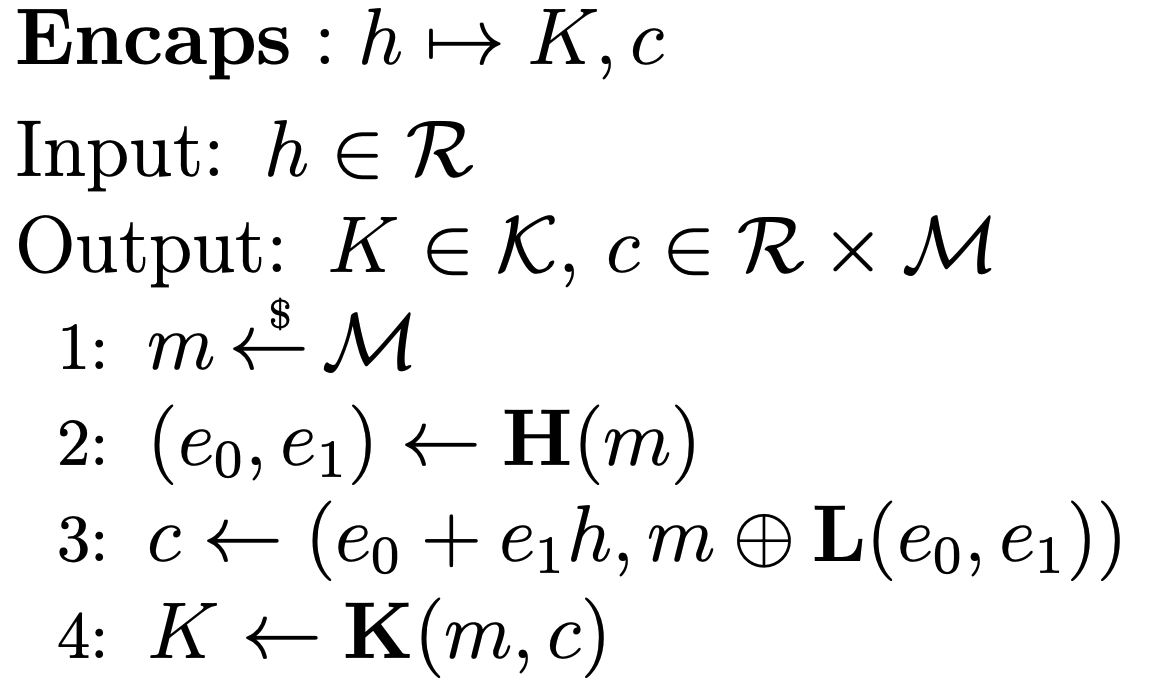 Encaps : h ↦ K, c
Input: h ∈ ℛ
Output: K ∈ 𝒦, c ∈ ℛ × ℳ
1: m ←$ ℳ
2: (e₀, e₁) ← H(m)
3: c ← (e₀ + e₁h, m ⊕ L(e₀, e₁))
4: K ← K(m, c)